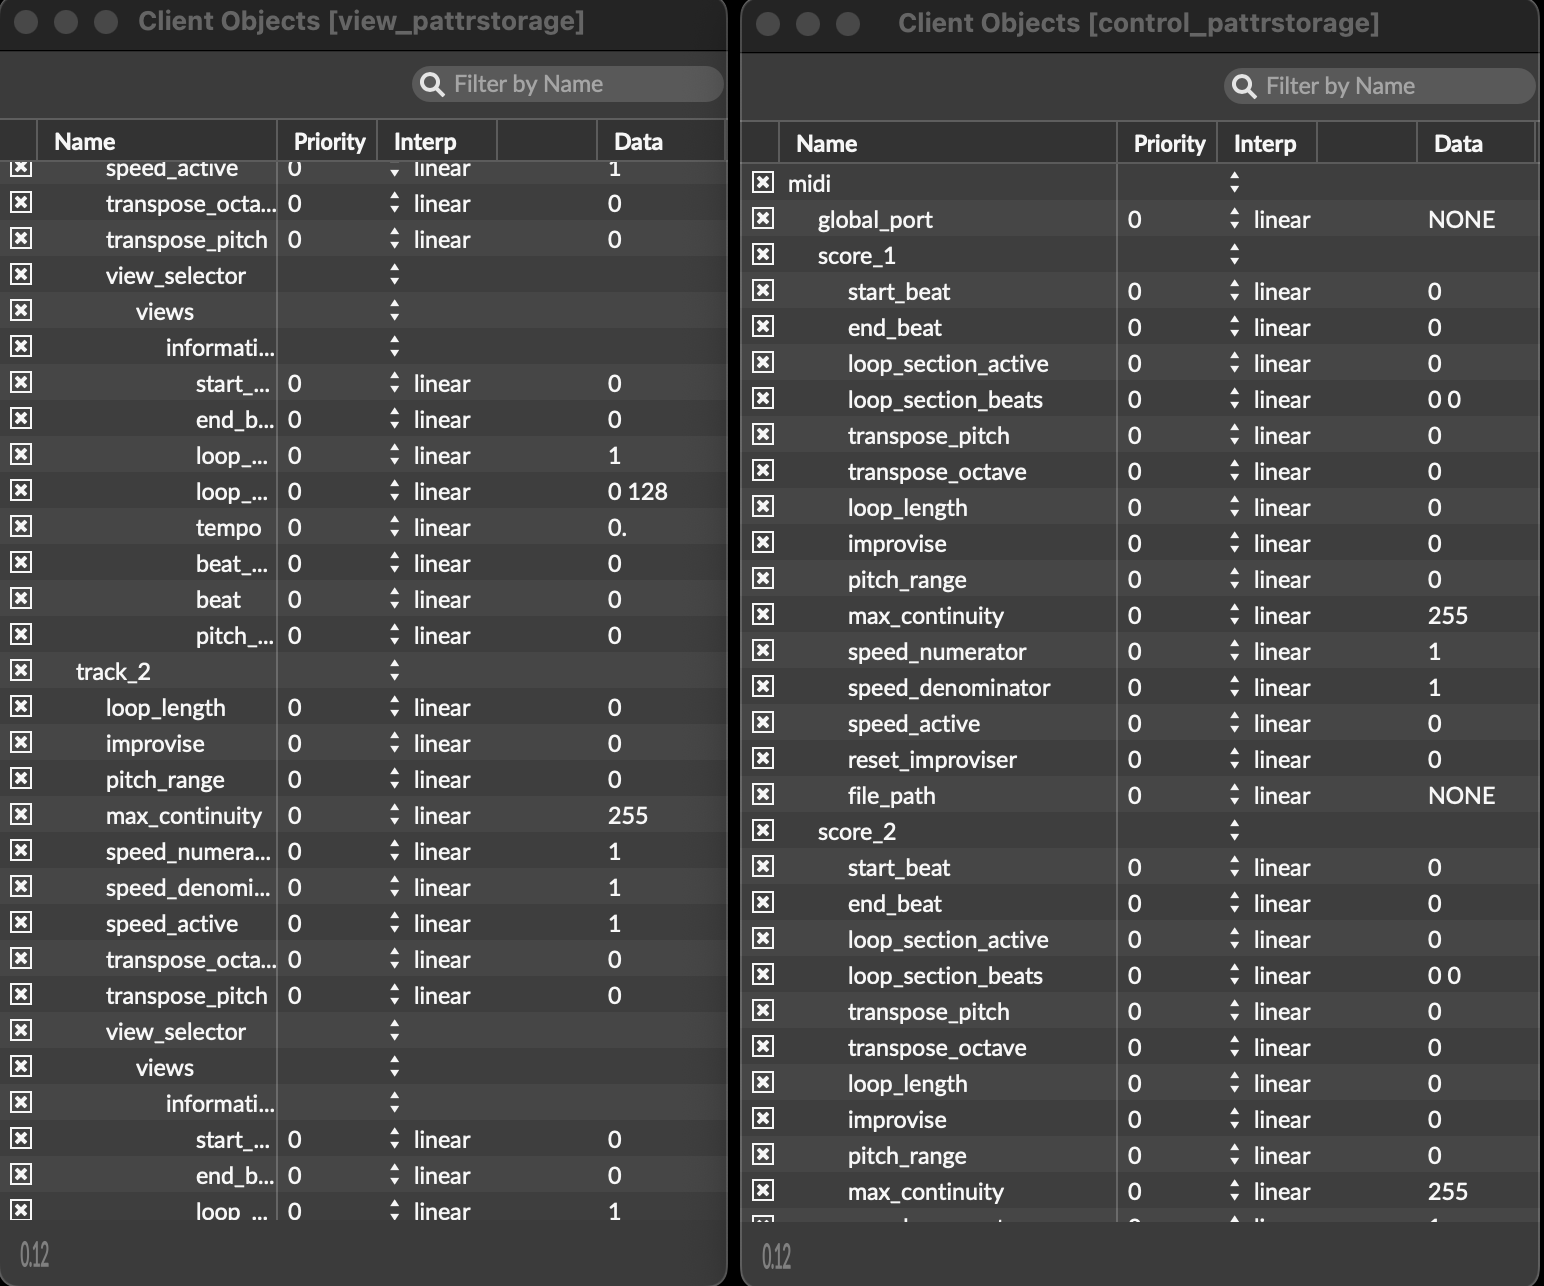 Client Objects [view_pattrstorage]
Filter by Name
Name Priority Interp Data
speed_active 0 linear 1
transpose_octa... 0 linear 0
transpose_pitch 0 linear 0
view_selector
views
informati...
start_... 0 linear 0
end_b... 0 linear 0
loop_... 0 linear 1
loop_... 0 linear 0 128
tempo 0 linear 0.
beat_... 0 linear 0
beat 0 linear 0
pitch_... 0 linear 0
track_2
loop_length 0 linear 0
improvise 0 linear 0
pitch_range 0 linear 0
max_continuity 0 linear 255
speed_numera... 0 linear 1
speed_denomi... 0 linear 1
speed_active 0 linear 1
transpose_octa... 0 linear 0
transpose_pitch 0 linear 0
view_selector
views
informati...
start_... 0 linear 0
end_b... 0 linear 0
loop_... 0 linear 1
0.12
Client Objects [control_pattrstorage]
Filter by Name
Name Priority Interp Data
midi
global_port 0 linear NONE
score_1
start_beat 0 linear 0
end_beat 0 linear 0
loop_section_active 0 linear 0
loop_section_beats 0 linear 0 0
transpose_pitch 0 linear 0
transpose_octave 0 linear 0
loop_length 0 linear 0
improvise 0 linear 0
pitch_range 0 linear 0
max_continuity 0 linear 255
speed_numerator 0 linear 1
speed_denominator 0 linear 1
speed_active 0 linear 0
reset_improviser 0 linear 0
file_path 0 linear NONE
score_2
start_beat 0 linear 0
end_beat 0 linear 0
loop_section_active 0 linear 0
loop_section_beats 0 linear 0 0
transpose_pitch 0 linear 0
transpose_octave 0 linear 0
loop_length 0 linear 0
improvise 0 linear 0
pitch_range 0 linear 0
max_continuity 0 linear 255
0.12